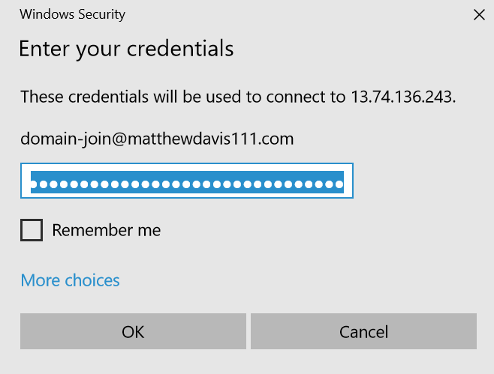 Windows Security
Enter your credentials
These credentials will be used to connect to 13.74.136.243.
domain-join@matthewdavis111.com
Remember me
More choices
OK Cancel